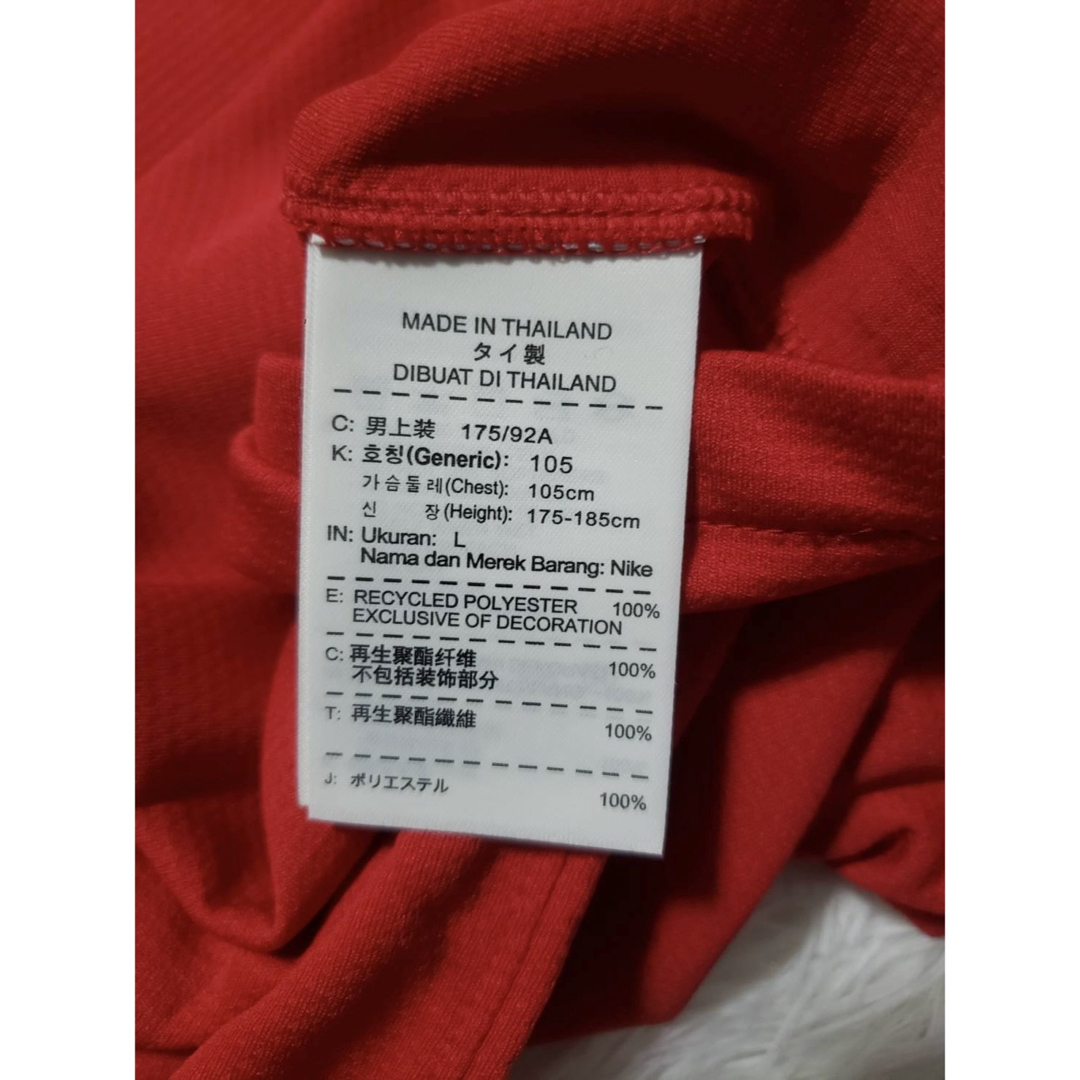 MADE IN THAILAND
タイ製
DIBUAT DI THAILAND
C: 男上装 175/92A
K: 호칭(Generic): 105
가슴둘레(Chest): 105cm
신 장(Height): 175-185cm
IN: Ukuran: L
Nama dan Merek Barang: Nike
E: RECYCLED POLYESTER 100%
EXCLUSIVE OF DECORATION
C: 再生聚酯纤维 100%
不包括装饰部分
T: 再生聚酯纖維 100%
J: ポリエステル 100%